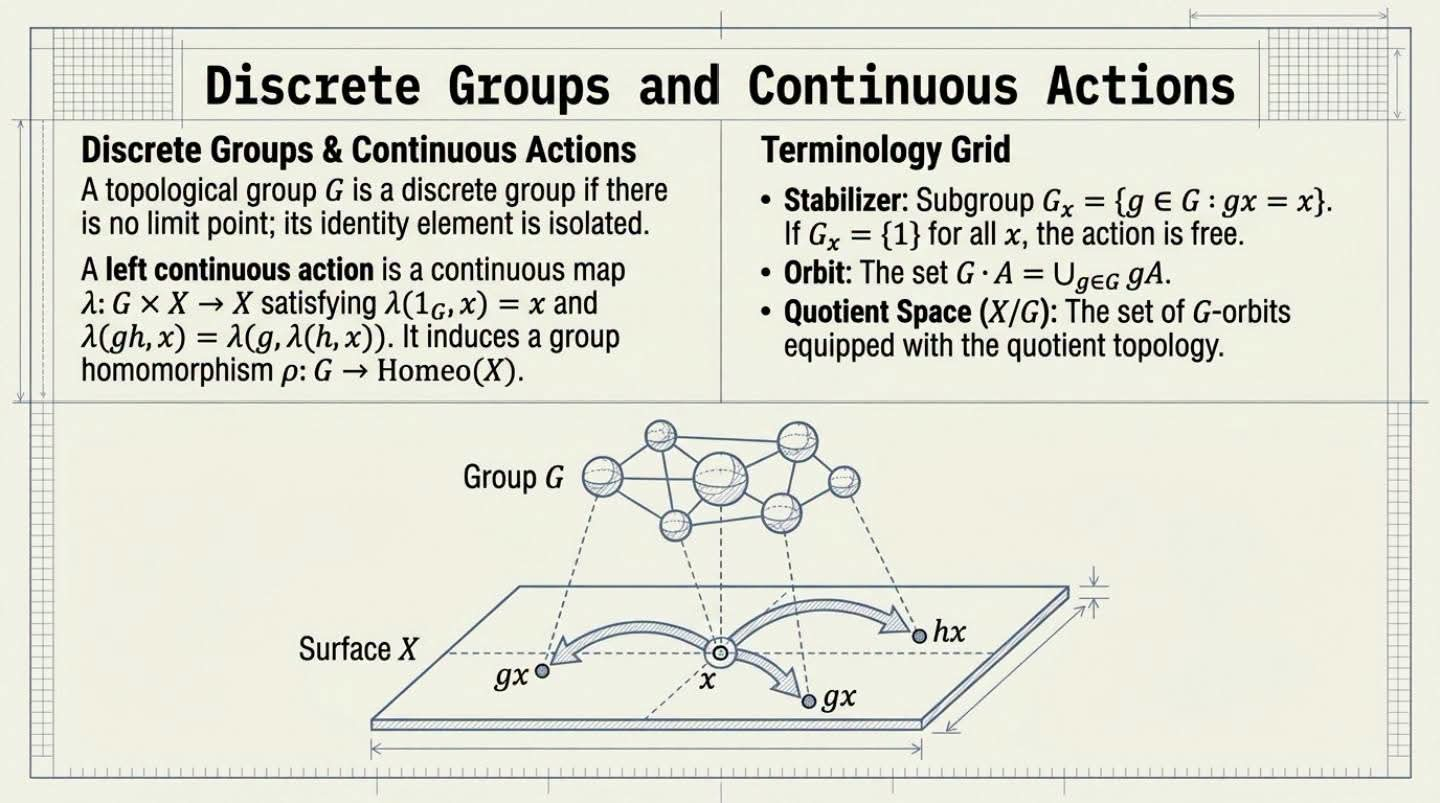 Discrete Groups and Continuous Actions
Discrete Groups & Continuous Actions
A topological group G is a discrete group if there
is no limit point; its identity element is isolated.
A left continuous action is a continuous map
λ: G × X → X satisfying λ(1_G, x) = x and
λ(gh, x) = λ(g, λ(h, x)). It induces a group
homomorphism ρ: G → Homeo(X).
Terminology Grid
• Stabilizer: Subgroup G_x = {g ∈ G : gx = x}.
If G_x = {1} for all x, the action is free.
• Orbit: The set G · A = ∪_{g∈G} gA.
• Quotient Space (X/G): The set of G-orbits
equipped with the quotient topology.
Group G
Surface X
hx
gx
x
gx